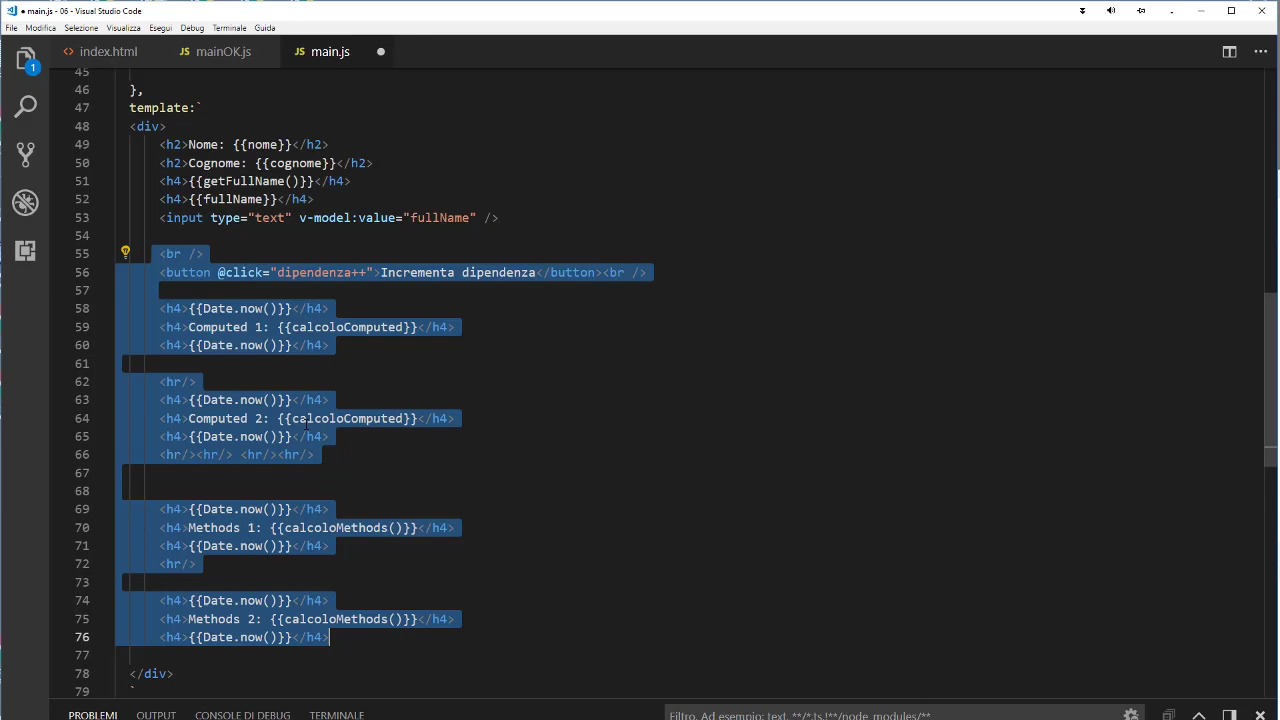 ● main.js - 06 - Visual Studio Code
File Modifica Selezione Visualizza Esegui Debug Terminale Guida
<> index.html JS mainOK.js JS main.js ●
1
45
46 },
47 template:`
48 <div>
49 <h2>Nome: {{nome}}</h2>
50 <h2>Cognome: {{cognome}}</h2>
51 <h4>{{getFullName()}}</h4>
52 <h4>{{fullName}}</h4>
53 <input type="text" v-model:value="fullName" />
54
55 <br />
56 <button @click="dipendenza++">Incrementa dipendenza</button><br />
57
58 <h4>{{Date.now()}}</h4>
59 <h4>Computed 1: {{calcoloComputed}}</h4>
60 <h4>{{Date.now()}}</h4>
61
62 <hr/>
63 <h4>{{Date.now()}}</h4>
64 <h4>Computed 2: {{calcoloComputed}}</h4>
65 <h4>{{Date.now()}}</h4>
66 <hr/><hr/> <hr/><hr/>
67
68
69 <h4>{{Date.now()}}</h4>
70 <h4>Methods 1: {{calcoloMethods()}}</h4>
71 <h4>{{Date.now()}}</h4>
72 <hr/>
73
74 <h4>{{Date.now()}}</h4>
75 <h4>Methods 2: {{calcoloMethods()}}</h4>
76 <h4>{{Date.now()}}</h4>
77
78 </div>
79 `
PROBLEMI OUTPUT CONSOLE DI DEBUG TERMINALE Filtro. Ad esempio: text, **/*.ts,!**/node_modules/**